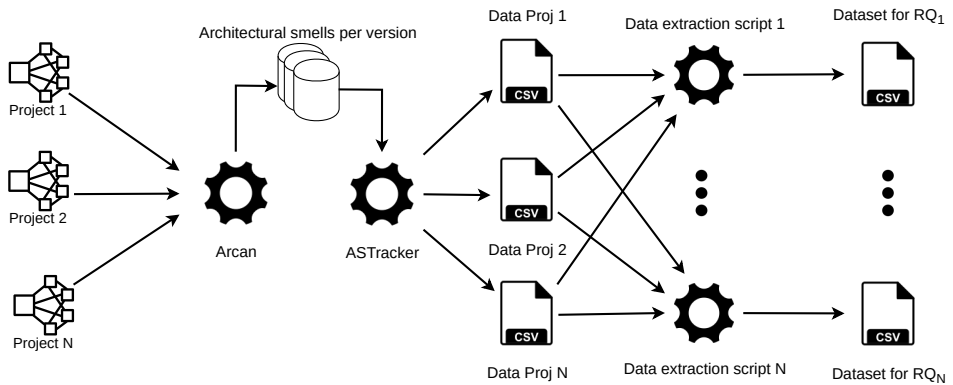 Data Proj 1
Data extraction script 1
Dataset for RQ1
Architectural smells per version
CSV
CSV
Project 1
CSV
Project 2
Arcan
ASTracker
Data Proj 2
CSV
CSV
Project N
Data Proj N
Data extraction script N
Dataset for RQN